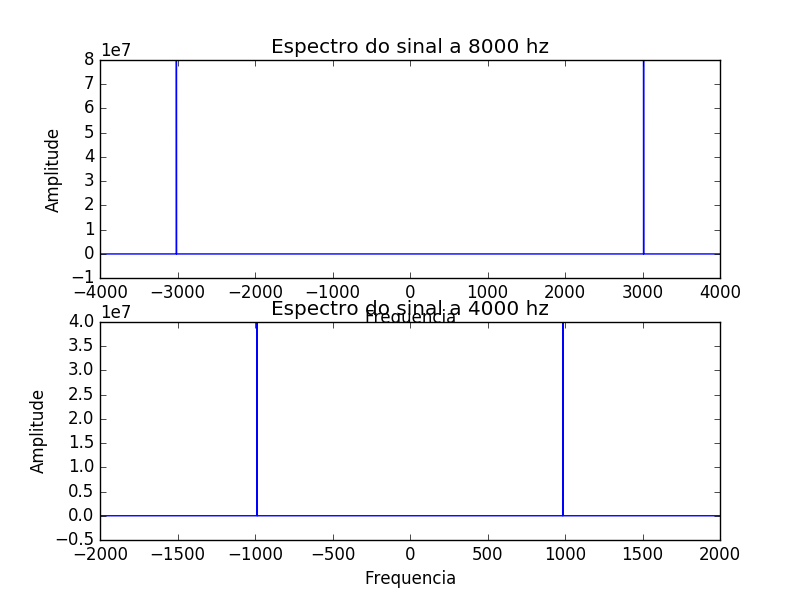 Espectro do sinal a 8000 hz
1e7
8
7
6
5
4
3
2
1
0
−1
Amplitude
−4000 −3000 −2000 −1000 0 1000 2000 3000 4000
Frequencia
Espectro do sinal a 4000 hz
1e7
4.0
3.5
3.0
2.5
2.0
1.5
1.0
0.5
0.0
−0.5
Amplitude
−2000 −1500 −1000 −500 0 500 1000 1500 2000
Frequencia